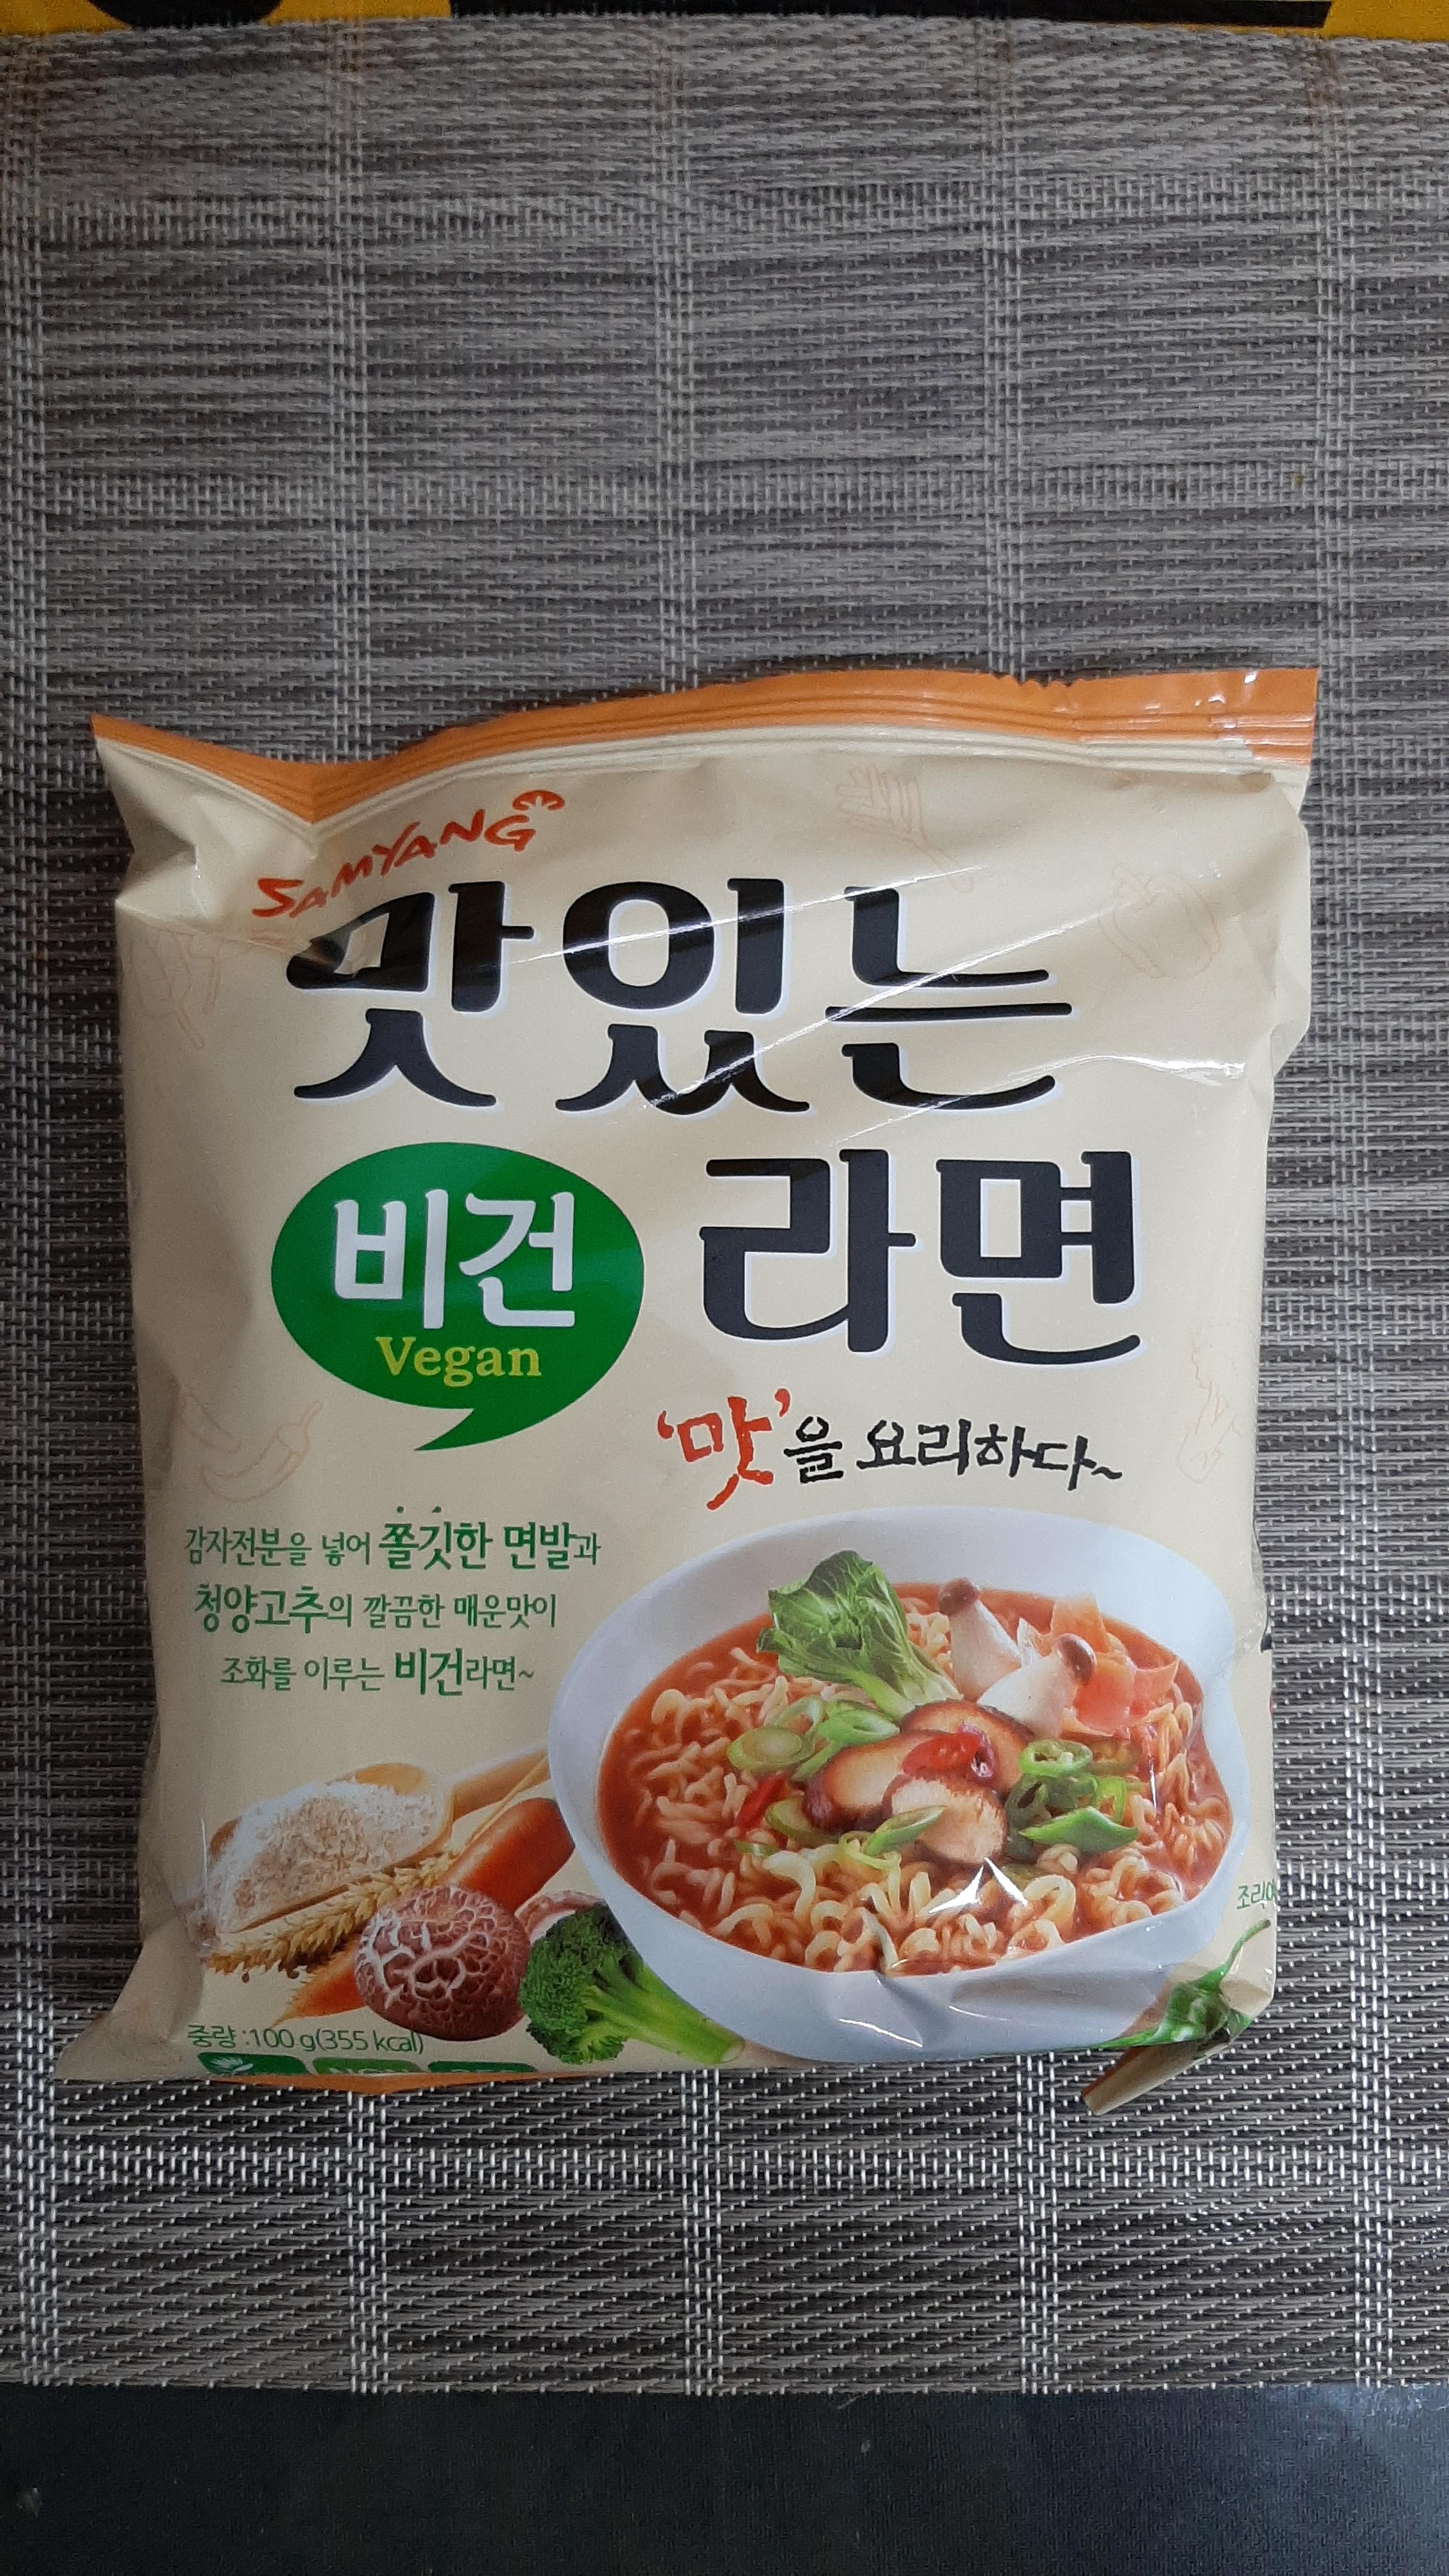 SAMYANG
맛있는
비건 라면
Vegan
‘맛’을 요리하다~
감자전분을 넣어 쫄깃한 면발과
청양고추의 깔끔한 매운맛이
조화를 이루는 비건라면~
중량 :100 g(355 kcal)